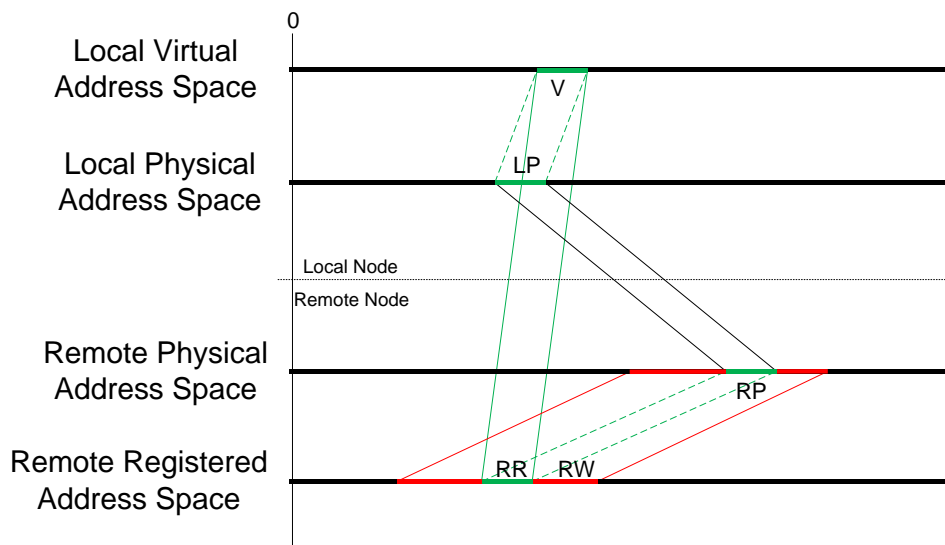 0
Local Virtual
Address Space
V
Local Physical
Address Space
LP
Local Node
Remote Node
Remote Physical
Address Space
RP
Remote Registered
Address Space
RR
RW